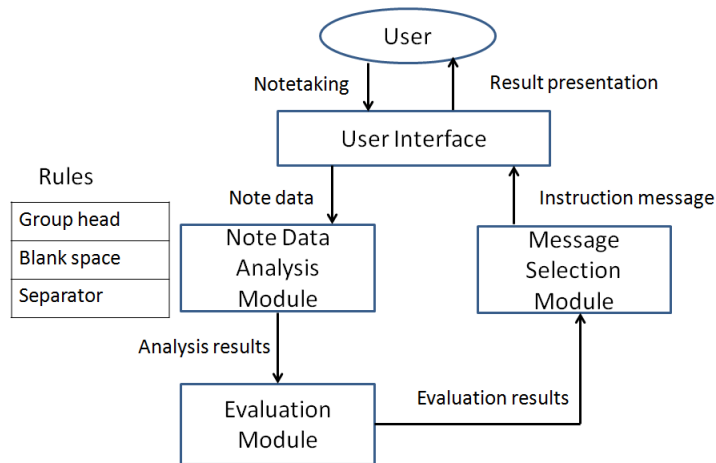 User
Notetaking
Result presentation
User Interface
Rules
Group head
Blank space
Separator
Note data
Instruction message
Note Data
Analysis
Module
Message
Selection
Module
Analysis results
Evaluation
Module
Evaluation results